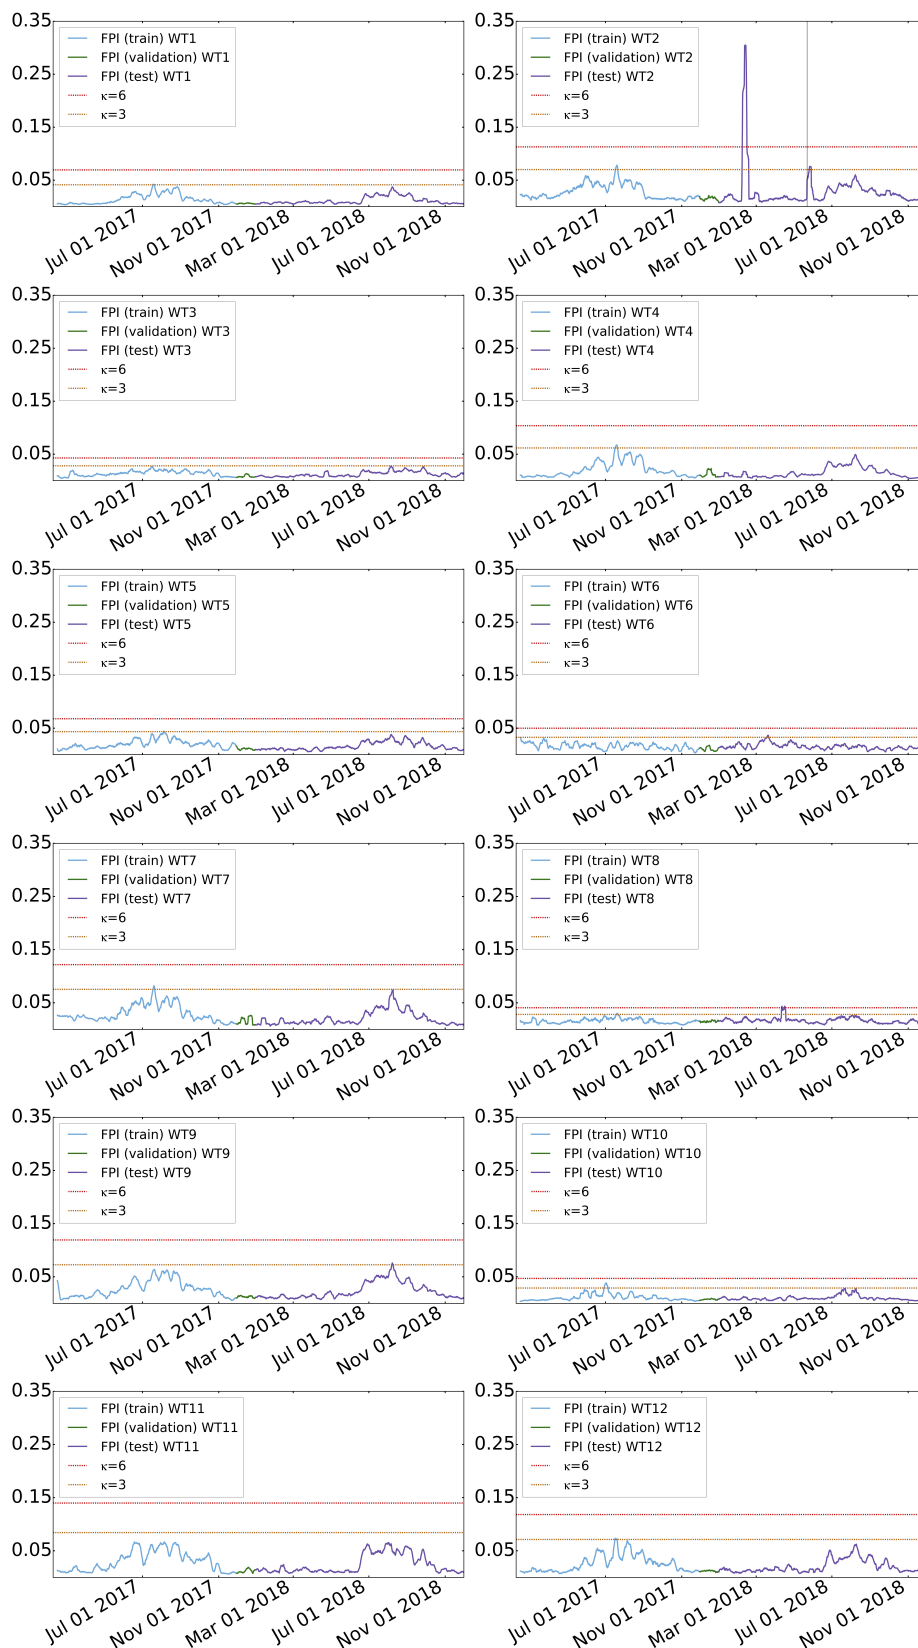 0.35
0.25
0.15
0.05
FPI (train) WT1
FPI (validation) WT1
FPI (test) WT1
κ=6
κ=3
Jul 01 2017
Nov 01 2017
Mar 01 2018
Jul 01 2018
Nov 01 2018
0.35
0.25
0.15
0.05
FPI (train) WT2
FPI (validation) WT2
FPI (test) WT2
κ=6
κ=3
Jul 01 2017
Nov 01 2017
Mar 01 2018
Jul 01 2018
Nov 01 2018
0.35
0.25
0.15
0.05
FPI (train) WT3
FPI (validation) WT3
FPI (test) WT3
κ=6
κ=3
Jul 01 2017
Nov 01 2017
Mar 01 2018
Jul 01 2018
Nov 01 2018
0.35
0.25
0.15
0.05
FPI (train) WT4
FPI (validation) WT4
FPI (test) WT4
κ=6
κ=3
Jul 01 2017
Nov 01 2017
Mar 01 2018
Jul 01 2018
Nov 01 2018
0.35
0.25
0.15
0.05
FPI (train) WT5
FPI (validation) WT5
FPI (test) WT5
κ=6
κ=3
Jul 01 2017
Nov 01 2017
Mar 01 2018
Jul 01 2018
Nov 01 2018
0.35
0.25
0.15
0.05
FPI (train) WT6
FPI (validation) WT6
FPI (test) WT6
κ=6
κ=3
Jul 01 2017
Nov 01 2017
Mar 01 2018
Jul 01 2018
Nov 01 2018
0.35
0.25
0.15
0.05
FPI (train) WT7
FPI (validation) WT7
FPI (test) WT7
κ=6
κ=3
Jul 01 2017
Nov 01 2017
Mar 01 2018
Jul 01 2018
Nov 01 2018
0.35
0.25
0.15
0.05
FPI (train) WT8
FPI (validation) WT8
FPI (test) WT8
κ=6
κ=3
Jul 01 2017
Nov 01 2017
Mar 01 2018
Jul 01 2018
Nov 01 2018
0.35
0.25
0.15
0.05
FPI (train) WT9
FPI (validation) WT9
FPI (test) WT9
κ=6
κ=3
Jul 01 2017
Nov 01 2017
Mar 01 2018
Jul 01 2018
Nov 01 2018
0.35
0.25
0.15
0.05
FPI (train) WT10
FPI (validation) WT10
FPI (test) WT10
κ=6
κ=3
Jul 01 2017
Nov 01 2017
Mar 01 2018
Jul 01 2018
Nov 01 2018
0.35
0.25
0.15
0.05
FPI (train) WT11
FPI (validation) WT11
FPI (test) WT11
κ=6
κ=3
Jul 01 2017
Nov 01 2017
Mar 01 2018
Jul 01 2018
Nov 01 2018
0.35
0.25
0.15
0.05
FPI (train) WT12
FPI (validation) WT12
FPI (test) WT12
κ=6
κ=3
Jul 01 2017
Nov 01 2017
Mar 01 2018
Jul 01 2018
Nov 01 2018